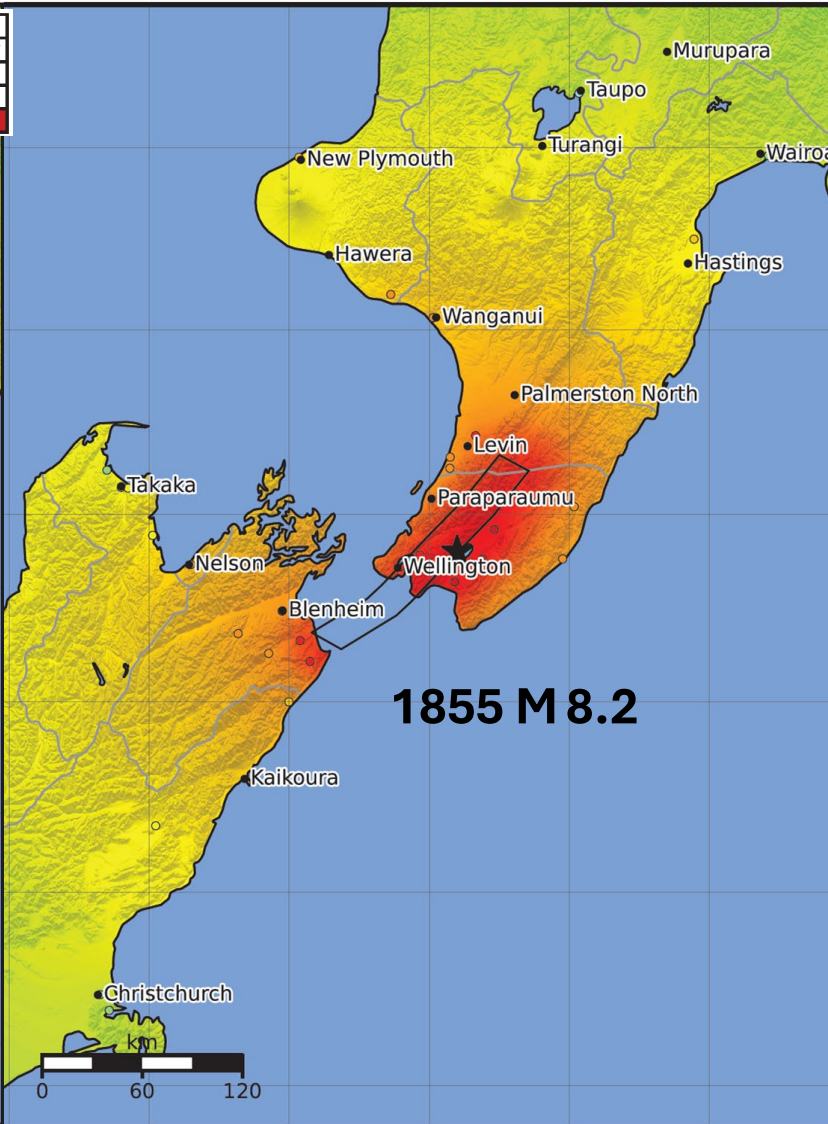 Murupara
Taupo
Turangi
Wairoa
New Plymouth
Hawera
Hastings
Wanganui
Palmerston North
Levin
Takaka
Paraparaumu
Nelson
Wellington
Blenheim
1855 M 8.2
Kaikoura
Christchurch
km
0 60 120